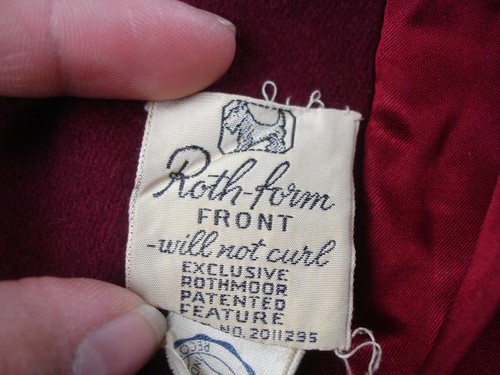 Roth-form
FRONT
-will not curl
EXCLUSIVE
ROTHMOOR
PATENTED
FEATURE
NO. 2011295